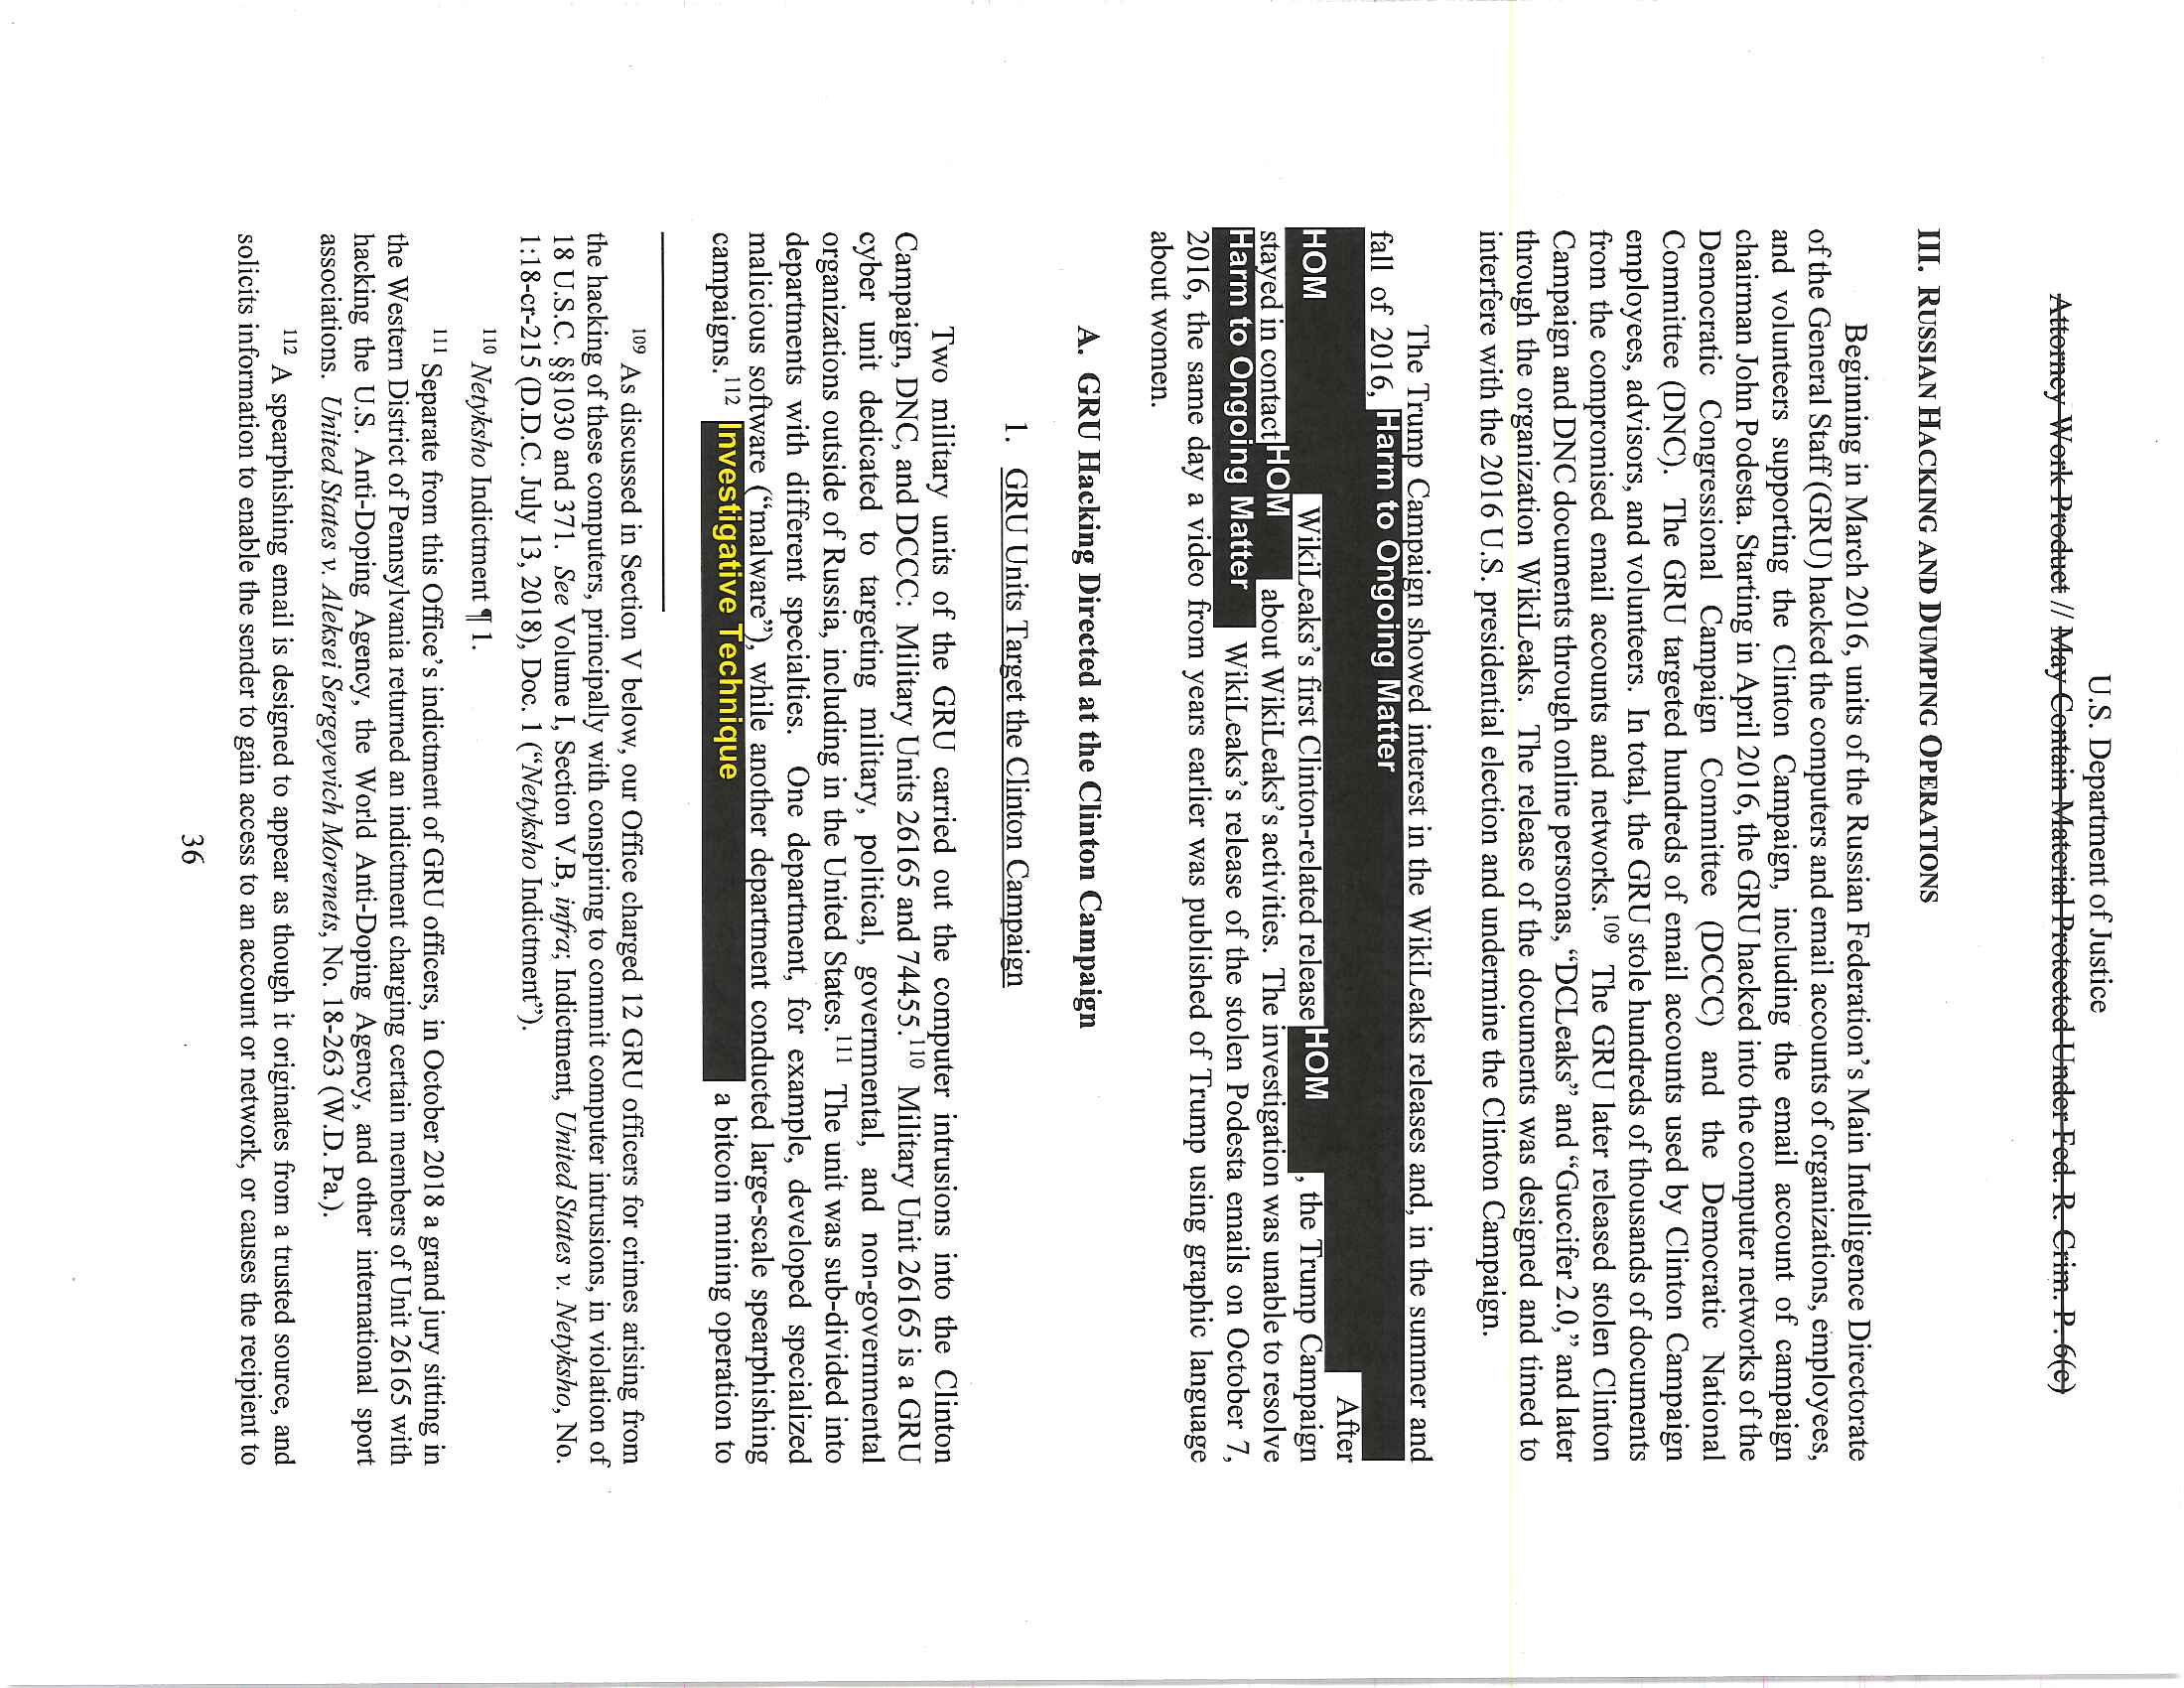 U.S. Department of Justice
Attorney Work Product // May Contain Material Protected Under Fed. R. Crim. P. 6(e)
III. RUSSIAN HACKING AND DUMPING OPERATIONS
Beginning in March 2016, units of the Russian Federation's Main Intelligence Directorate
of the General Staff (GRU) hacked the computers and email accounts of organizations, employees,
and volunteers supporting the Clinton Campaign, including the email account of campaign
chairman John Podesta. Starting in April 2016, the GRU hacked into the computer networks of the
Democratic Congressional Campaign Committee (DCCC) and the Democratic National
Committee (DNC). The GRU targeted hundreds of email accounts used by Clinton Campaign
employees, advisors, and volunteers. In total, the GRU stole hundreds of thousands of documents
from the compromised email accounts and networks.109 The GRU later released stolen Clinton
Campaign and DNC documents through online personas, “DCLeaks” and “Guccifer 2.0,” and later
through the organization WikiLeaks. The release of the documents was designed and timed to
interfere with the 2016 U.S. presidential election and undermine the Clinton Campaign.
The Trump Campaign showed interest in the WikiLeaks releases and, in the summer and
fall of 2016, Harm to Ongoing Matter
After
HOM WikiLeaks's first Clinton-related release HOM , the Trump Campaign
stayed in contact HOM about WikiLeaks's activities. The investigation was unable to resolve
Harm to Ongoing Matter WikiLeaks's release of the stolen Podesta emails on October 7,
2016, the same day a video from years earlier was published of Trump using graphic language
about women.
A. GRU Hacking Directed at the Clinton Campaign
1. GRU Units Target the Clinton Campaign
Two military units of the GRU carried out the computer intrusions into the Clinton
Campaign, DNC, and DCCC: Military Units 26165 and 74455.110 Military Unit 26165 is a GRU
cyber unit dedicated to targeting military, political, governmental, and non-governmental
organizations outside of Russia, including in the United States.111 The unit was sub-divided into
departments with different specialties. One department, for example, developed specialized
malicious software (“malware”), while another department conducted large-scale spearphishing
campaigns.112 Investigative Technique a bitcoin mining operation to
109 As discussed in Section V below, our Office charged 12 GRU officers for crimes arising from
the hacking of these computers, principally with conspiring to commit computer intrusions, in violation of
18 U.S.C. §§1030 and 371. See Volume I, Section V.B, infra; Indictment, United States v. Netyksho, No.
1:18-cr-215 (D.D.C. July 13, 2018), Doc. 1 (“Netyksho Indictment”).
110 Netyksho Indictment ¶ 1.
111 Separate from this Office's indictment of GRU officers, in October 2018 a grand jury sitting in
the Western District of Pennsylvania returned an indictment charging certain members of Unit 26165 with
hacking the U.S. Anti-Doping Agency, the World Anti-Doping Agency, and other international sport
associations. United States v. Aleksei Sergeyevich Morenets, No. 18-263 (W.D. Pa.).
112 A spearphishing email is designed to appear as though it originates from a trusted source, and
solicits information to enable the sender to gain access to an account or network, or causes the recipient to
36